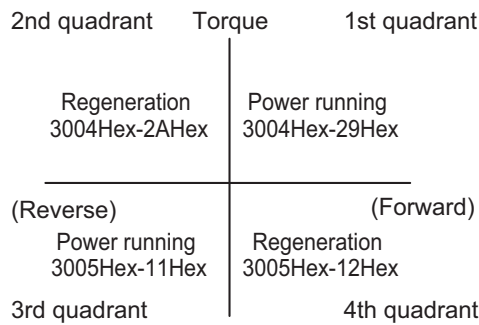 2nd quadrant Torque 1st quadrant
Regeneration Power running
3004Hex-2AHex 3004Hex-29Hex
(Reverse) (Forward)
Power running Regeneration
3005Hex-11Hex 3005Hex-12Hex
3rd quadrant 4th quadrant